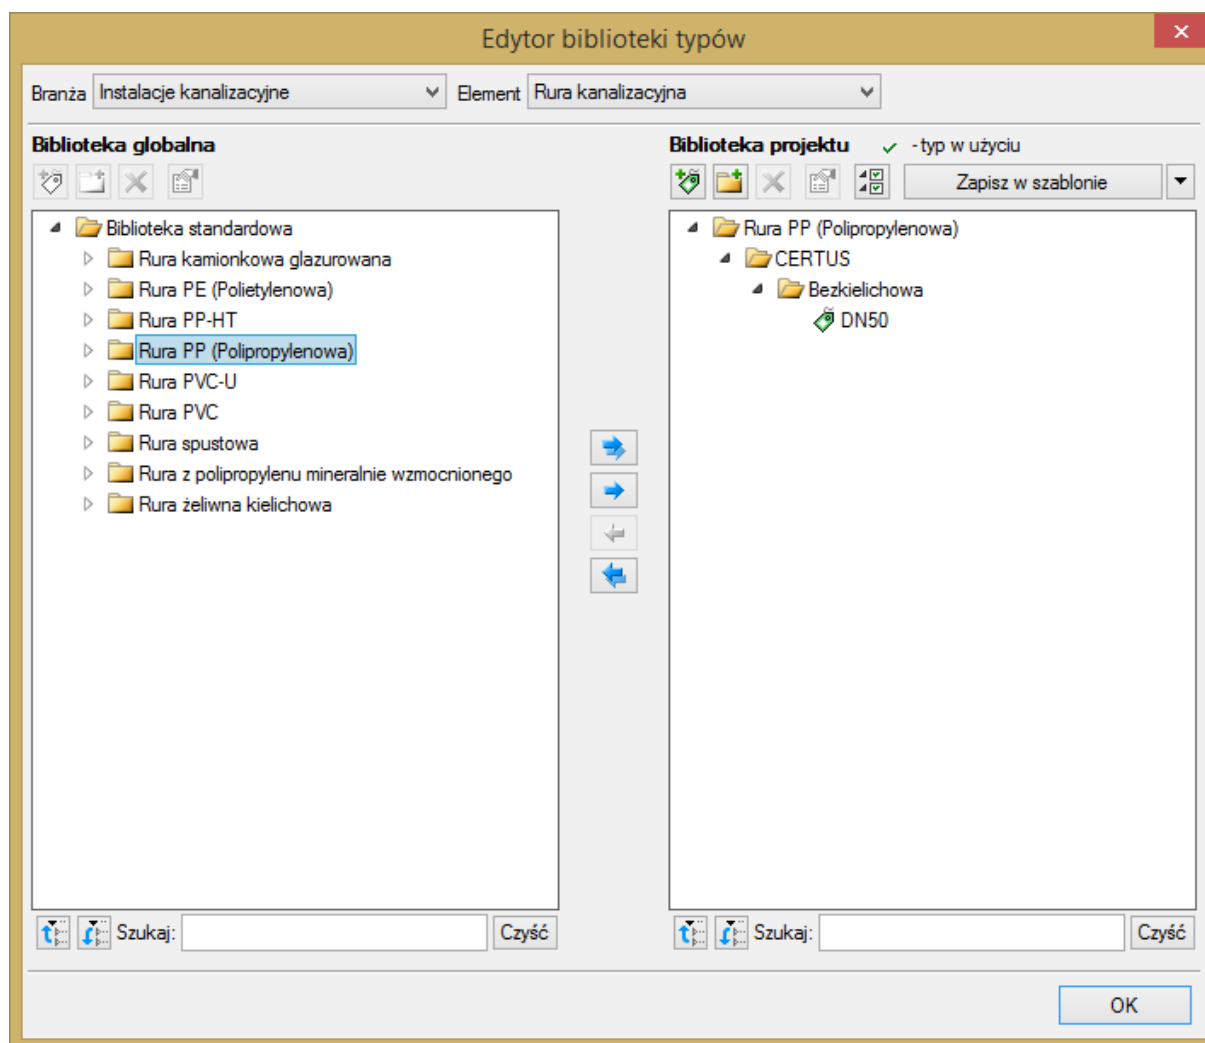 Edytor biblioteki typów
Branża Instalacje kanalizacyjne Element Rura kanalizacyjna
Biblioteka globalna
Biblioteka standardowa
Rura kamionkowa glazurowana
Rura PE (Polietylenowa)
Rura PP-HT
Rura PP (Polipropylenowa)
Rura PVC-U
Rura PVC
Rura spustowa
Rura z polipropylenu mineralnie wzmocnionego
Rura żeliwna kielichowa
Szukaj: Czyść
Biblioteka projektu - typ w użyciu
Zapisz w szablonie
Rura PP (Polipropylenowa)
CERTUS
Bezkielichowa
DN50
Szukaj: Czyść
OK